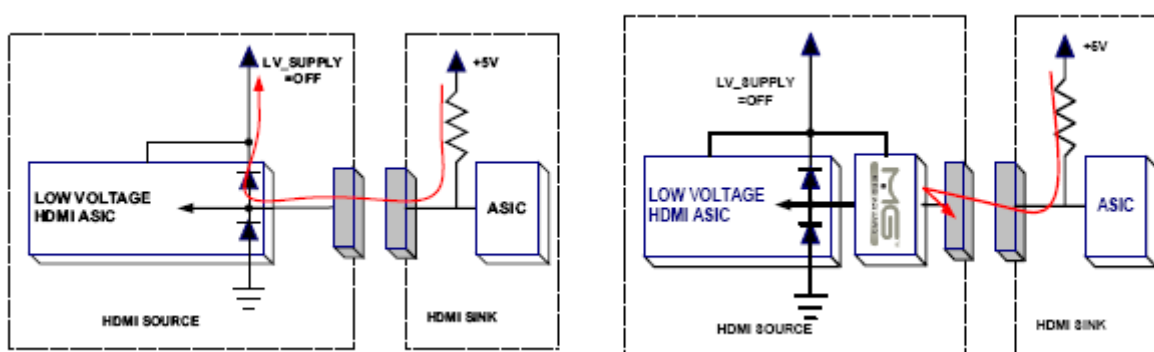 LV_SUPPLY
=OFF
+5V
LOW VOLTAGE
HDMI ASIC
ASIC
HDMI SOURCE
HDMI SINK
LV_SUPPLY
=OFF
+5V
LOW VOLTAGE
HDMI ASIC
ASIC
HDMI SOURCE
HDMI SINK